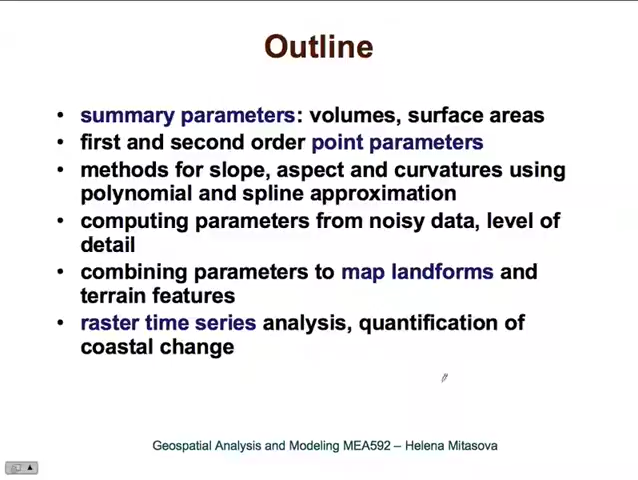 Outline
• summary parameters: volumes, surface areas
• first and second order point parameters
• methods for slope, aspect and curvatures using
polynomial and spline approximation
• computing parameters from noisy data, level of
detail
• combining parameters to map landforms and
terrain features
• raster time series analysis, quantification of
coastal change
Geospatial Analysis and Modeling MEA592 – Helena Mitasova